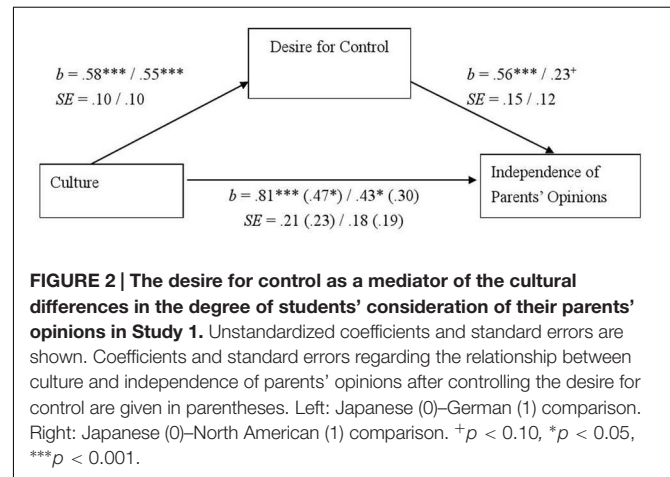 Desire for Control
b = .58*** / .55***
SE = .10 / .10
b = .56*** / .23+
SE = .15 / .12
Culture
Independence of
Parents' Opinions
b = .81*** (.47*) / .43* (.30)
SE = .21 (.23) / .18 (.19)
FIGURE 2 | The desire for control as a mediator of the cultural
differences in the degree of students' consideration of their parents'
opinions in Study 1. Unstandardized coefficients and standard errors are
shown. Coefficients and standard errors regarding the relationship between
culture and independence of parents' opinions after controlling the desire for
control are given in parentheses. Left: Japanese (0)–German (1) comparison.
Right: Japanese (0)–North American (1) comparison. +p < 0.10, *p < 0.05,
***p < 0.001.